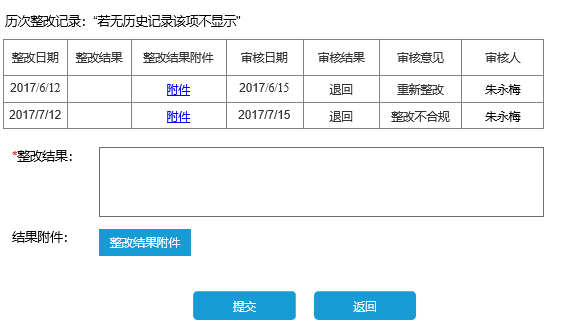 历次整改记录：“若无历史记录该项不显示”
整改日期 整改结果 整改结果附件 审核日期 审核结果 审核意见 审核人
2017/6/12 附件 2017/6/15 退回 重新整改 朱永梅
2017/7/12 附件 2017/7/15 退回 整改不合规 朱永梅
*整改结果：
结果附件： 整改结果附件
提交 返回